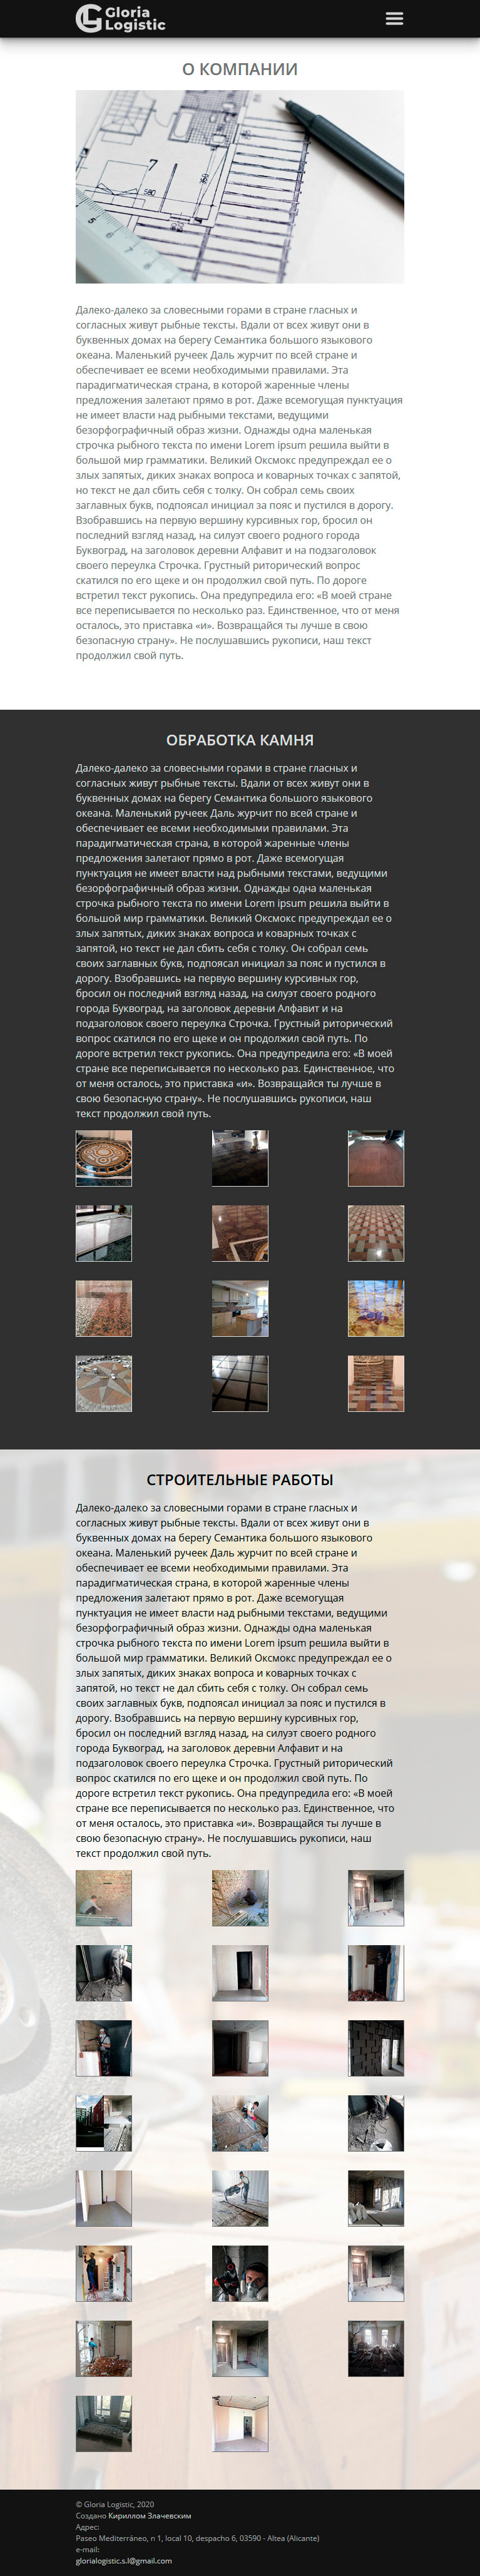 Gloria
Logistic
О КОМПАНИИ
7
580
Далеко-далеко за словесными горами в стране гласных и
согласных живут рыбные тексты. Вдали от всех живут они в
буквенных домах на берегу Семантика большого языкового
океана. Маленький ручеек Даль журчит по всей стране и
обеспечивает ее всеми необходимыми правилами. Эта
парадигматическая страна, в которой жаренные члены
предложения залетают прямо в рот. Даже всемогущая пунктуация
не имеет власти над рыбными текстами, ведущими
безорфографичный образ жизни. Однажды одна маленькая
строчка рыбного текста по имени Lorem ipsum решила выйти в
большой мир грамматики. Великий Оксмокс предупреждал ее о
злых запятых, диких знаках вопроса и коварных точках с запятой,
но текст не дал сбить себя с толку. Он собрал семь своих
заглавных букв, подпоясал инициал за пояс и пустился в дорогу.
Взобравшись на первую вершину курсивных гор, бросил он
последний взгляд назад, на силуэт своего родного города
Буквоград, на заголовок деревни Алфавит и на подзаголовок
своего переулка Строчка. Грустный риторический вопрос
скатился по его щеке и он продолжил свой путь. По дороге
встретил текст рукопись. Она предупредила его: «В моей стране
все переписывается по несколько раз. Единственное, что от меня
осталось, это приставка «и». Возвращайся ты лучше в свою
безопасную страну». Не послушавшись рукописи, наш текст
продолжил свой путь.
ОБРАБОТКА КАМНЯ
Далеко-далеко за словесными горами в стране гласных и
согласных живут рыбные тексты. Вдали от всех живут они в
буквенных домах на берегу Семантика большого языкового
океана. Маленький ручеек Даль журчит по всей стране и
обеспечивает ее всеми необходимыми правилами. Эта
парадигматическая страна, в которой жаренные члены
предложения залетают прямо в рот. Даже всемогущая
пунктуация не имеет власти над рыбными текстами, ведущими
безорфографичный образ жизни. Однажды одна маленькая
строчка рыбного текста по имени Lorem ipsum решила выйти в
большой мир грамматики. Великий Оксмокс предупреждал ее о
злых запятых, диких знаках вопроса и коварных точках с
запятой, но текст не дал сбить себя с толку. Он собрал семь
своих заглавных букв, подпоясал инициал за пояс и пустился в
дорогу. Взобравшись на первую вершину курсивных гор,
бросил он последний взгляд назад, на силуэт своего родного
города Буквоград, на заголовок деревни Алфавит и на
подзаголовок своего переулка Строчка. Грустный риторический
вопрос скатился по его щеке и он продолжил свой путь. По
дороге встретил текст рукопись. Она предупредила его: «В моей
стране все переписывается по несколько раз. Единственное, что
от меня осталось, это приставка «и». Возвращайся ты лучше в
свою безопасную страну». Не послушавшись рукописи, наш
текст продолжил свой путь.
СТРОИТЕЛЬНЫЕ РАБОТЫ
Далеко-далеко за словесными горами в стране гласных и
согласных живут рыбные тексты. Вдали от всех живут они в
буквенных домах на берегу Семантика большого языкового
океана. Маленький ручеек Даль журчит по всей стране и
обеспечивает ее всеми необходимыми правилами. Эта
парадигматическая страна, в которой жаренные члены
предложения залетают прямо в рот. Даже всемогущая
пунктуация не имеет власти над рыбными текстами, ведущими
безорфографичный образ жизни. Однажды одна маленькая
строчка рыбного текста по имени Lorem ipsum решила выйти в
большой мир грамматики. Великий Оксмокс предупреждал ее о
злых запятых, диких знаках вопроса и коварных точках с
запятой, но текст не дал сбить себя с толку. Он собрал семь
своих заглавных букв, подпоясал инициал за пояс и пустился в
дорогу. Взобравшись на первую вершину курсивных гор,
бросил он последний взгляд назад, на силуэт своего родного
города Буквоград, на заголовок деревни Алфавит и на
подзаголовок своего переулка Строчка. Грустный риторический
вопрос скатился по его щеке и он продолжил свой путь. По
дороге встретил текст рукопись. Она предупредила его: «В моей
стране все переписывается по несколько раз. Единственное, что
от меня осталось, это приставка «и». Возвращайся ты лучше в
свою безопасную страну». Не послушавшись рукописи, наш
текст продолжил свой путь.
© Gloria Logistic, 2020
Создано Кириллом Злачевским
Адрес:
Paseo Mediterráneo, n 1, local 10, despacho 6, 03590 - Altea (Alicante)
e-mail:
glorialogistic.s.l@gmail.com